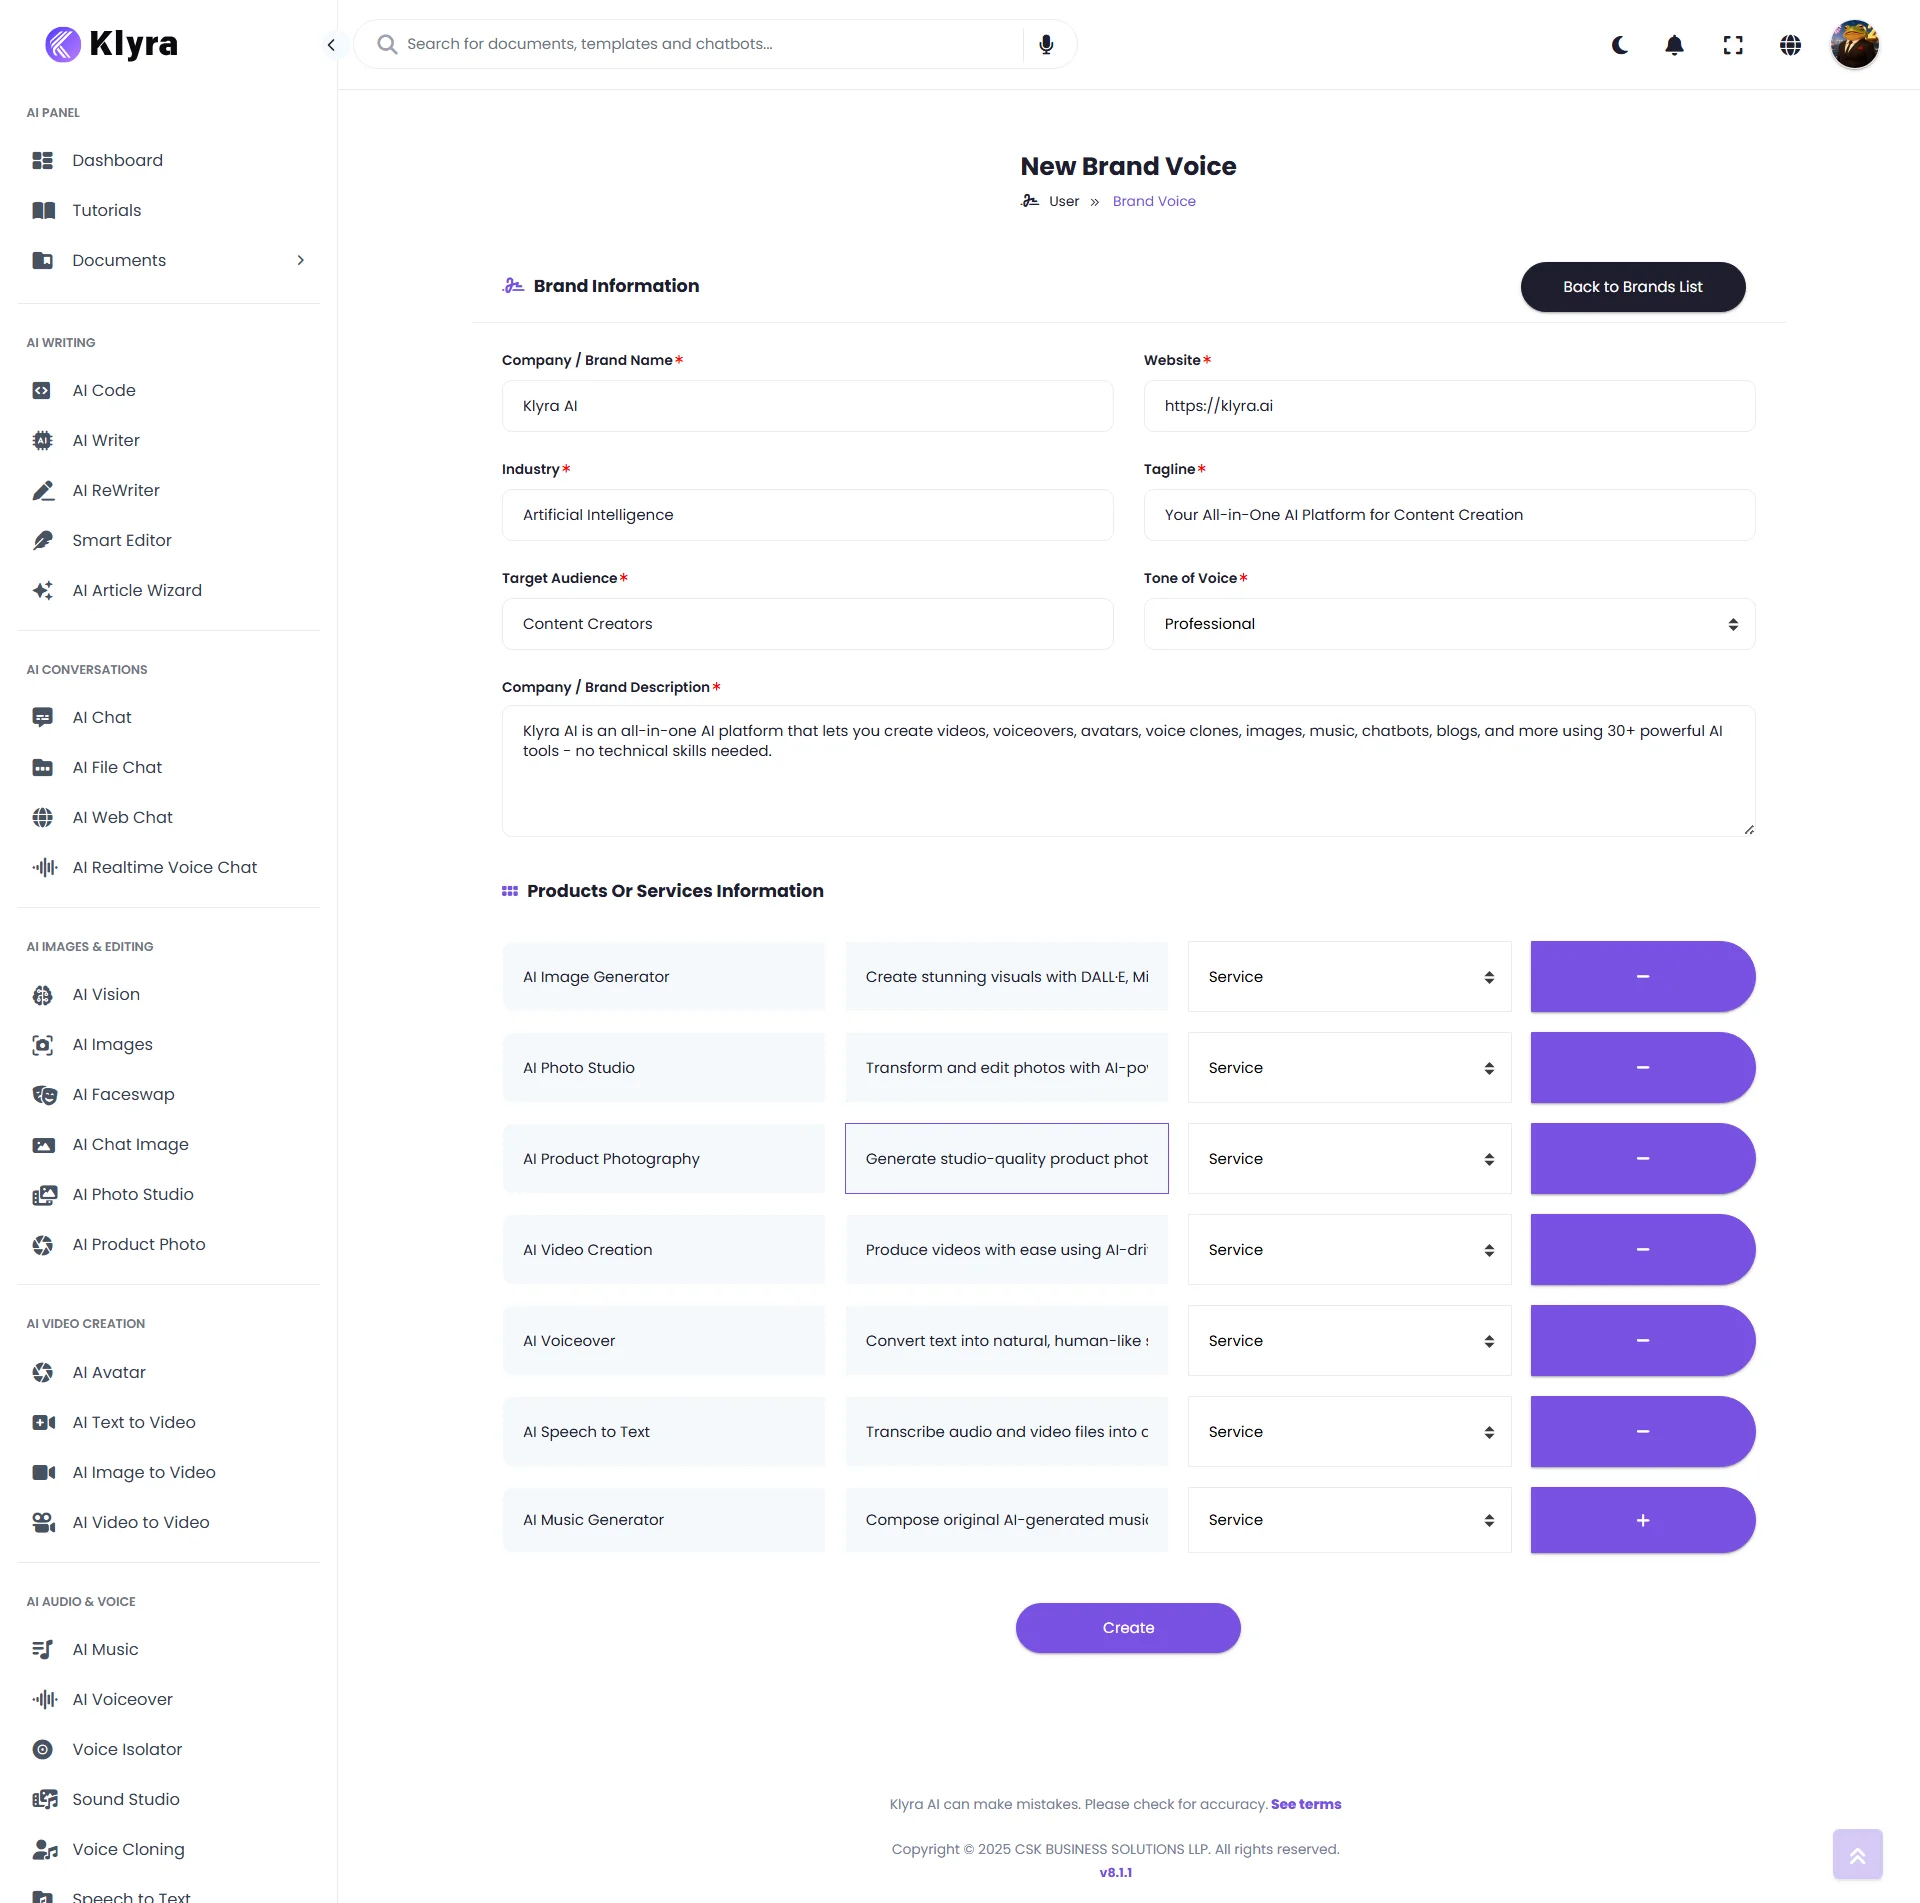 Klyra
Search for documents, templates and chatbots...
AI PANEL
Dashboard
Tutorials
Documents
AI WRITING
AI Code
AI Writer
AI ReWriter
Smart Editor
AI Article Wizard
AI CONVERSATIONS
AI Chat
AI File Chat
AI Web Chat
AI Realtime Voice Chat
AI IMAGES & EDITING
AI Vision
AI Images
AI Faceswap
AI Chat Image
AI Photo Studio
AI Product Photo
AI VIDEO CREATION
AI Avatar
AI Text to Video
AI Image to Video
AI Video to Video
AI AUDIO & VOICE
AI Music
AI Voiceover
Voice Isolator
Sound Studio
Voice Cloning
Speech to Text
New Brand Voice
User » Brand Voice
Brand Information
Back to Brands List
Company / Brand Name*
Klyra AI
Website*
https://klyra.ai
Industry*
Artificial Intelligence
Tagline*
Your All-in-One AI Platform for Content Creation
Target Audience*
Content Creators
Tone of Voice*
Professional
Company / Brand Description*
Klyra AI is an all-in-one AI platform that lets you create videos, voiceovers, avatars, voice clones, images, music, chatbots, blogs, and more using 30+ powerful AI
tools - no technical skills needed.
Products Or Services Information
AI Image Generator Create stunning visuals with DALL·E, Mi Service −
AI Photo Studio Transform and edit photos with AI-po Service −
AI Product Photography Generate studio-quality product phot Service −
AI Video Creation Produce videos with ease using AI-dri Service −
AI Voiceover Convert text into natural, human-like Service −
AI Speech to Text Transcribe audio and video files into Service −
AI Music Generator Compose original AI-generated music Service +
Create
Klyra AI can make mistakes. Please check for accuracy. See terms
Copyright © 2025 CSK BUSINESS SOLUTIONS LLP. All rights reserved.
v8.1.1